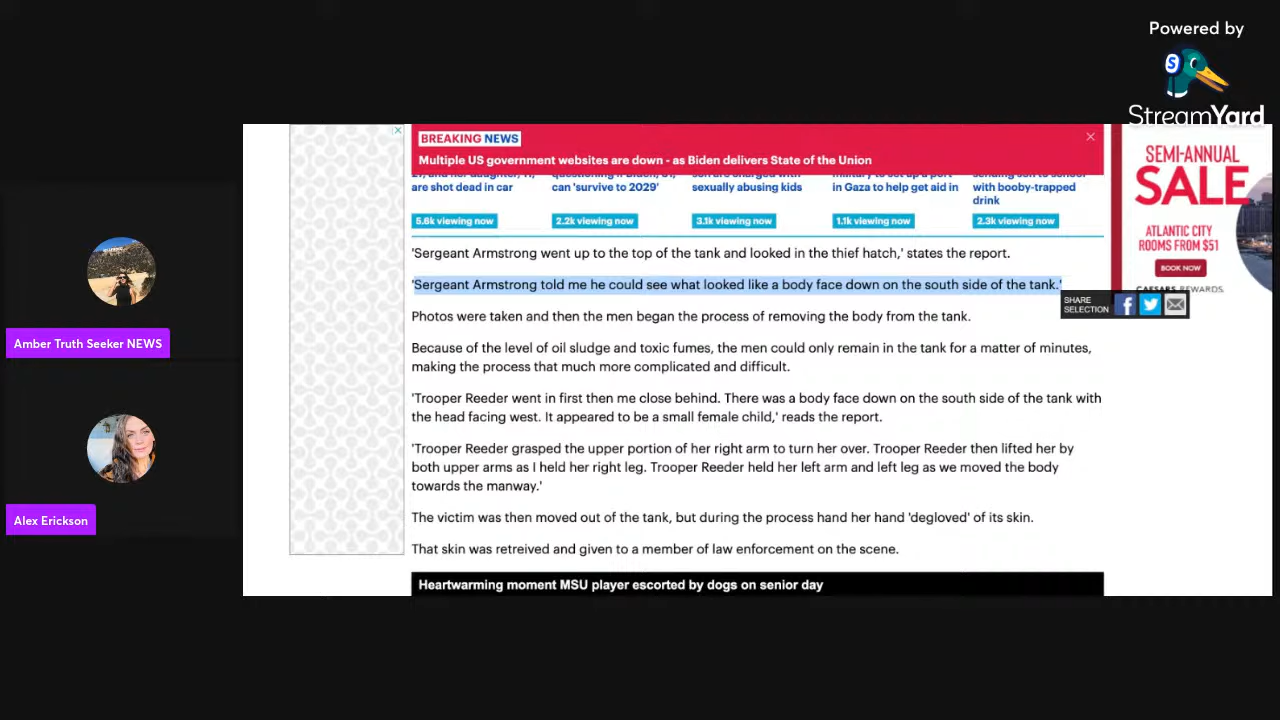 Powered by
StreamYard
BREAKING NEWS
Multiple US government websites are down - as Biden delivers State of the Union
are shot dead in car
can 'survive to 2029'
sexually abusing kids
in Gaza to help get aid in
with booby-trapped
drink
5.6k viewing now
2.2k viewing now
3.1k viewing now
1.1k viewing now
2.3k viewing now
SEMI-ANNUAL
SALE
ATLANTIC CITY
ROOMS FROM $51
BOOK NOW
CAESARS REWARDS.
'Sergeant Armstrong went up to the top of the tank and looked in the thief hatch,' states the report.
'Sergeant Armstrong told me he could see what looked like a body face down on the south side of the tank.'
SHARE
SELECTION
Photos were taken and then the men began the process of removing the body from the tank.
Because of the level of oil sludge and toxic fumes, the men could only remain in the tank for a matter of minutes,
making the process that much more complicated and difficult.
'Trooper Reeder went in first then me close behind. There was a body face down on the south side of the tank with
the head facing west. It appeared to be a small female child,' reads the report.
'Trooper Reeder grasped the upper portion of her right arm to turn her over. Trooper Reeder then lifted her by
both upper arms as I held her right leg. Trooper Reeder held her left arm and left leg as we moved the body
towards the manway.'
The victim was then moved out of the tank, but during the process hand her hand 'degloved' of its skin.
That skin was retreived and given to a member of law enforcement on the scene.
Heartwarming moment MSU player escorted by dogs on senior day
Amber Truth Seeker NEWS
Alex Erickson